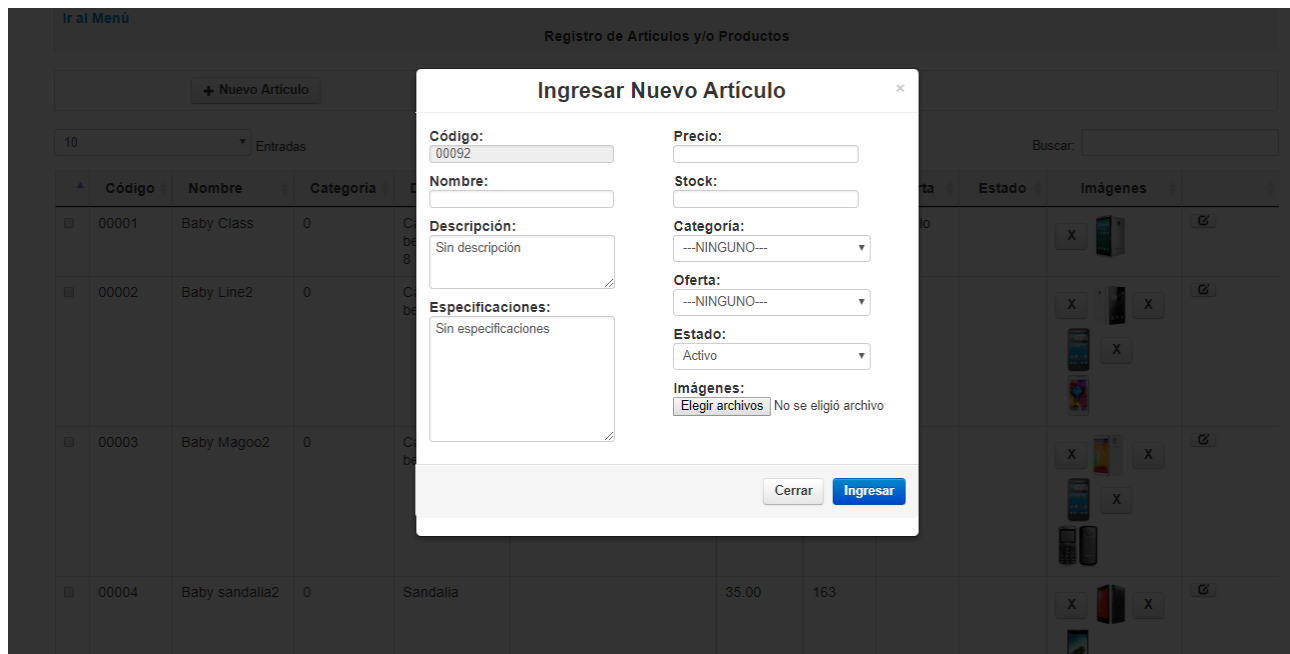 Ir al Menú
Registro de Artículos y/o Productos
+ Nuevo Artículo
10
Entradas
Buscar:
Código
Nombre
Categoría
Estado
Imágenes
00001
Baby Class
0
X
00002
Baby Line2
0
X
X
X
00003
Baby Magoo2
0
X
X
X
00004
Baby sandalia2
0
Sandalia
35.00
163
X
X
Ingresar Nuevo Artículo
×
Código:
00092
Nombre:
Descripción:
Sin descripción
Especificaciones:
Sin especificaciones
Precio:
Stock:
Categoría:
---NINGUNO---
Oferta:
---NINGUNO---
Estado:
Activo
Imágenes:
Elegir archivos No se eligió archivo
Cerrar
Ingresar